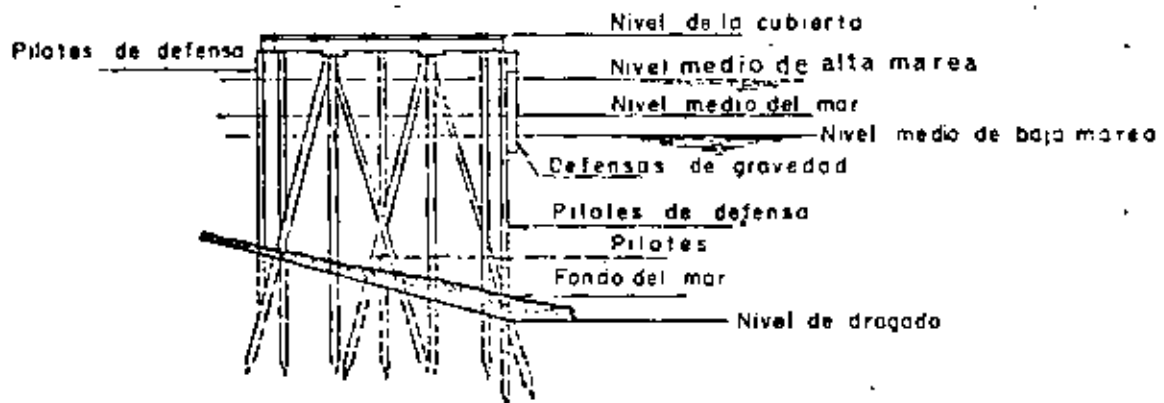 Nivel de la cubierta
Pilotes de defensa
Nivel medio de alta marea
Nivel medio del mar
Nivel medio de baja marea
Defensas de gravedad
Pilotes de defensa
Pilotes
Fondo del mar
Nivel de dragado